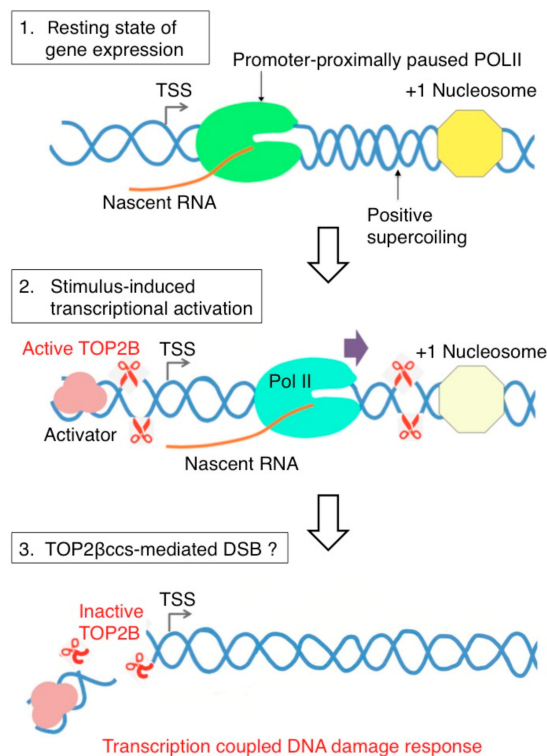 1. Resting state of
gene expression
Promoter-proximally paused POLII
TSS
+1 Nucleosome
Nascent RNA
Positive
supercoiling
2. Stimulus-induced
transcriptional activation
Active TOP2B
TSS
+1 Nucleosome
Pol II
Activator
Nascent RNA
3. TOP2βccs-mediated DSB ?
TSS
Inactive
TOP2B
Transcription coupled DNA damage response